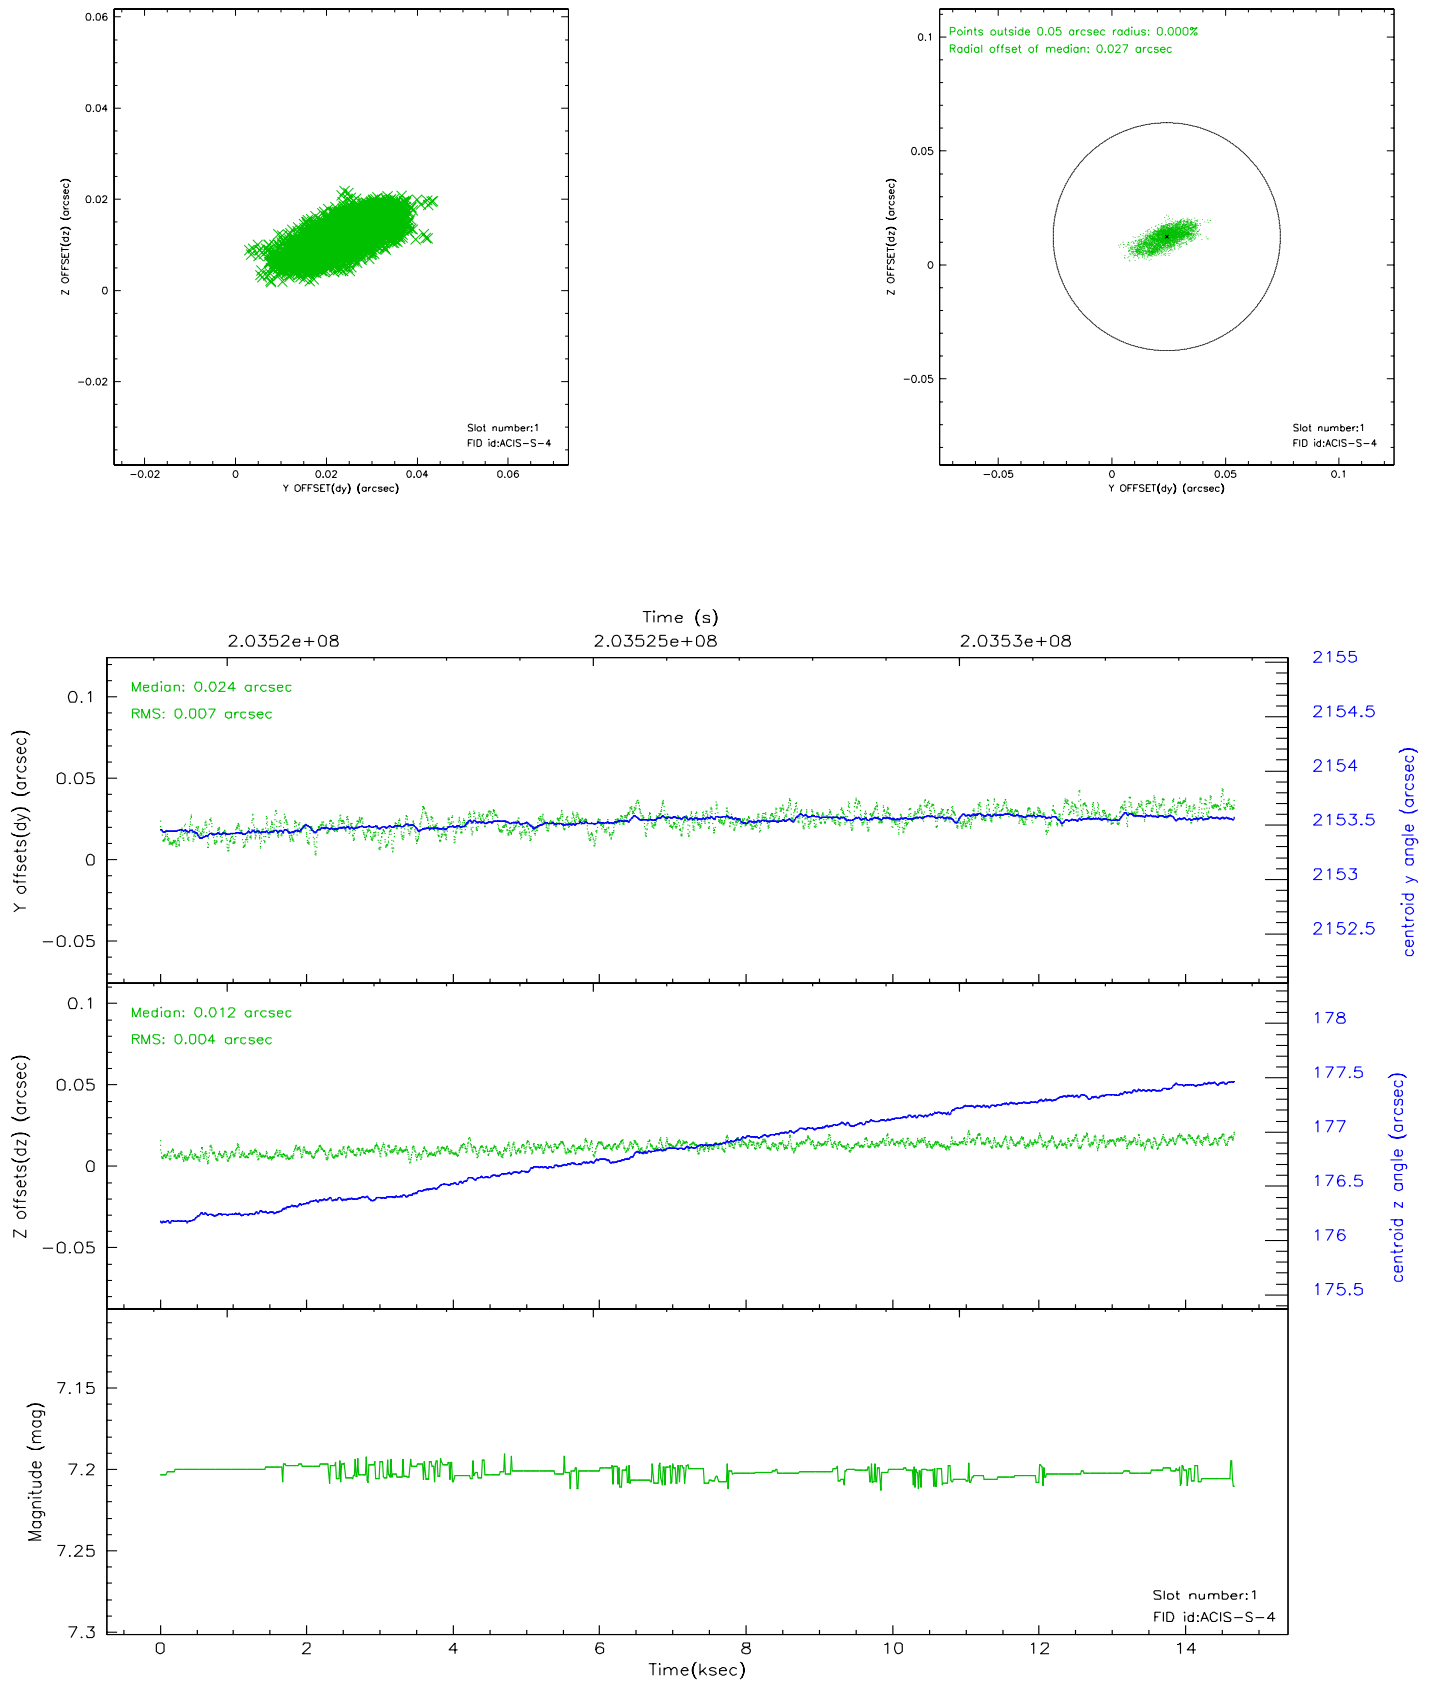 0.06
0.04
0.02
0
−0.02
Z OFFSET(dz) (arcsec)
Slot number:1
FID id:ACIS−S−4
−0.02 0 0.02 0.04 0.06
Y OFFSET(dy) (arcsec)
Points outside 0.05 arcsec radius: 0.000%
Radial offset of median: 0.027 arcsec
0.1
0.05
0
−0.05
Z OFFSET(dz) (arcsec)
Slot number:1
FID id:ACIS−S−4
−0.05 0 0.05 0.1
Y OFFSET(dy) (arcsec)
Time (s)
2.0352e+08 2.03525e+08 2.0353e+08
Median: 0.024 arcsec
RMS: 0.007 arcsec
0.1
0.05
0
−0.05
Y offsets(dy) (arcsec)
2155
2154.5
2154
2153.5
2153
2152.5
centroid y angle (arcsec)
Median: 0.012 arcsec
RMS: 0.004 arcsec
0.1
0.05
0
−0.05
Z offsets(dz) (arcsec)
178
177.5
177
176.5
176
175.5
centroid z angle (arcsec)
7.15
7.2
7.25
7.3
Magnitude (mag)
Slot number:1
FID id:ACIS−S−4
0 2 4 6 8 10 12 14
Time(ksec)